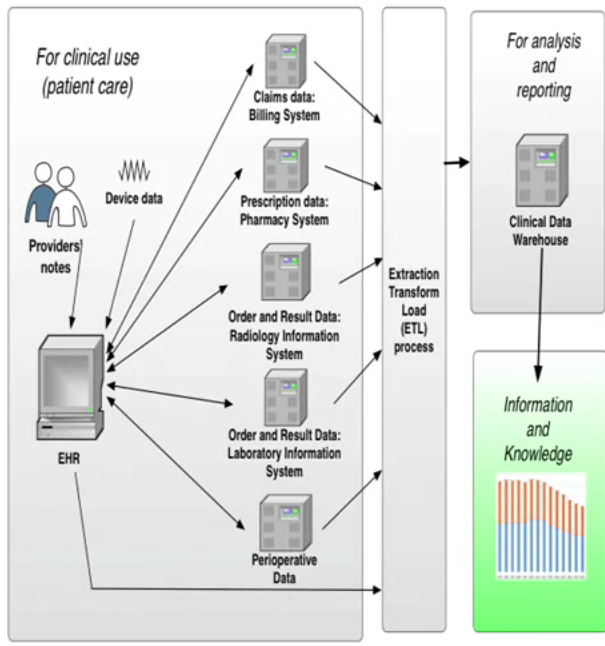 For clinical use
(patient care)
Providers'
notes
Device data
EHR
Claims data:
Billing System
Prescription data:
Pharmacy System
Order and Result Data:
Radiology Information
System
Order and Result Data:
Laboratory Information
System
Perioperative
Data
Extraction
Transform
Load
(ETL)
process
For analysis
and
reporting
Clinical Data
Warehouse
Information
and
Knowledge